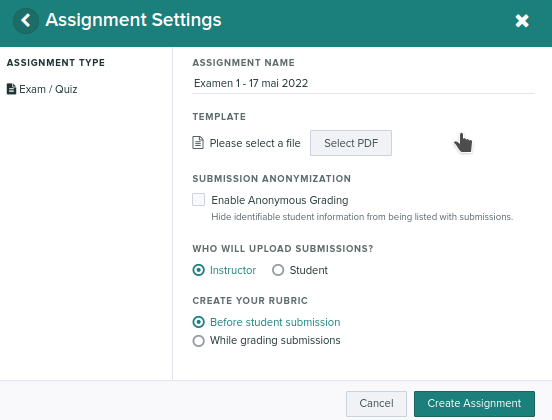 Assignment Settings
ASSIGNMENT TYPE
Exam / Quiz
ASSIGNMENT NAME
Examen 1 - 17 mai 2022
TEMPLATE
Please select a file
Select PDF
SUBMISSION ANONYMIZATION
Enable Anonymous Grading
Hide identifiable student information from being listed with submissions.
WHO WILL UPLOAD SUBMISSIONS?
Instructor
Student
CREATE YOUR RUBRIC
Before student submission
While grading submissions
Cancel
Create Assignment